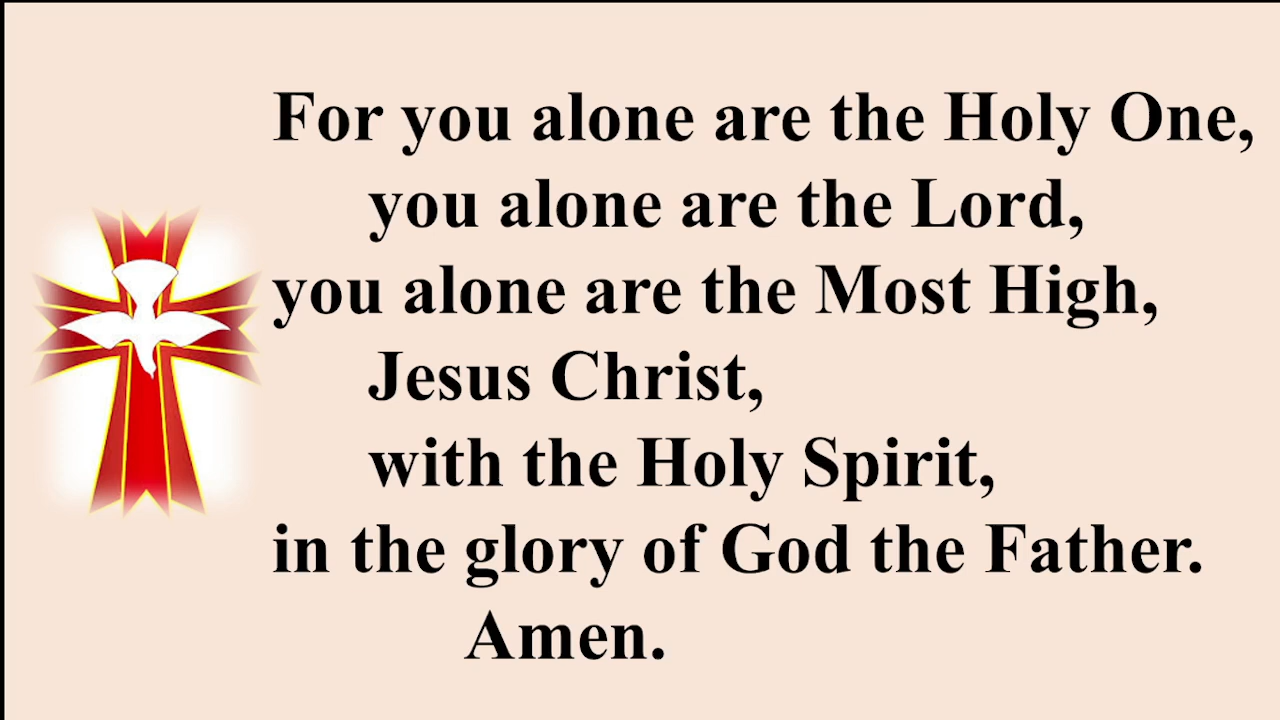 For you alone are the Holy One,
you alone are the Lord,
you alone are the Most High,
Jesus Christ,
with the Holy Spirit,
in the glory of God the Father.
Amen.